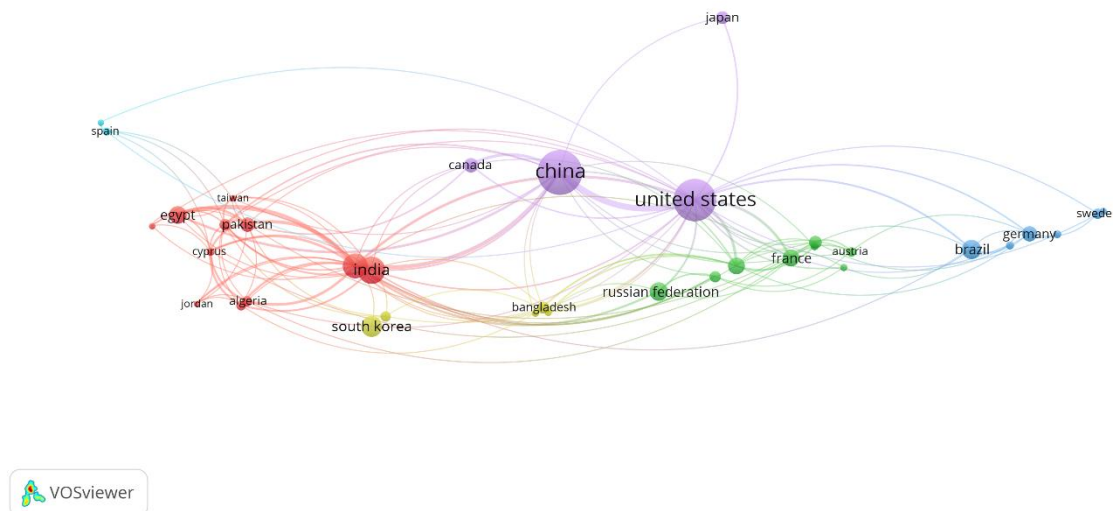 japan
spain
canada
china
taiwan
united states
egypt
pakistan
swede
germany
cyprus
brazil
india
france
austria
russian federation
jordan
algeria
bangladesh
south korea
VOSviewer